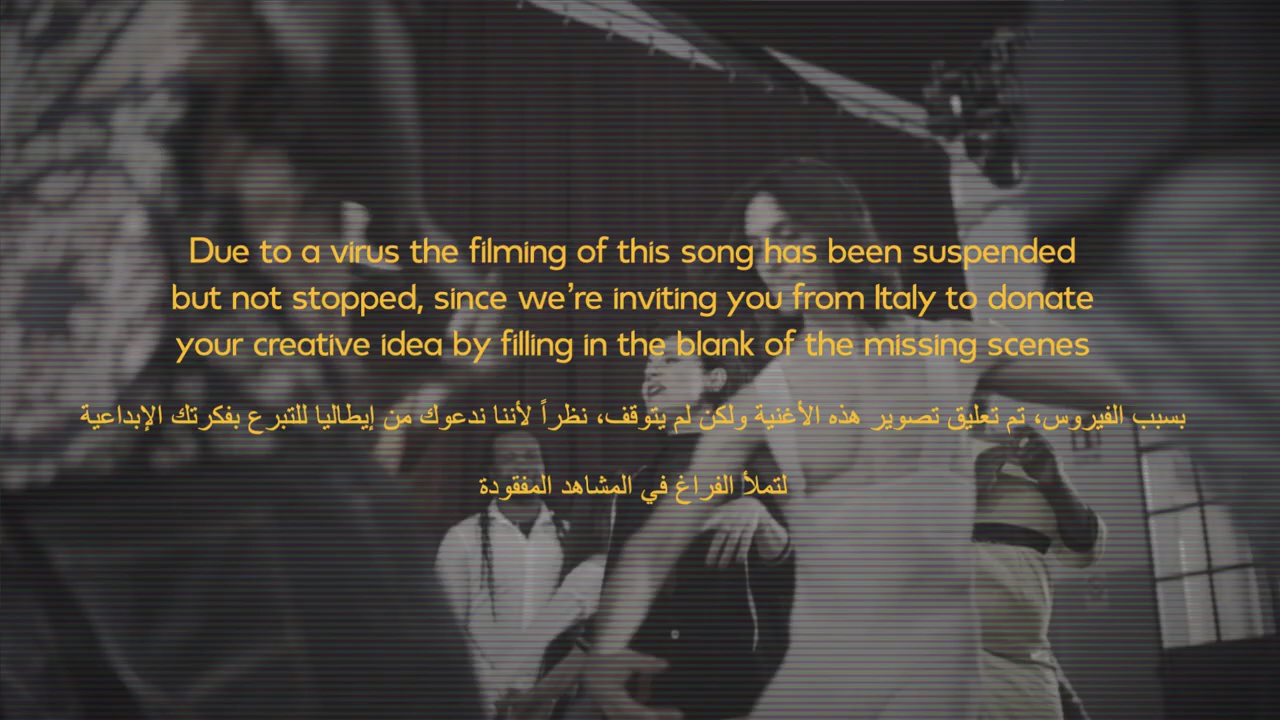 Due to a virus the filming of this song has been suspended
but not stopped, since we're inviting you from Italy to donate
your creative idea by filling in the blank of the missing scenes
بسبب الفيروس، تم تعليق تصوير هذه الأغنية ولكن لم يتوقف، نظراً لأننا ندعوك من إيطاليا للتبرع بفكرتك الإبداعية
لتملأ الفراغ في المشاهد المفقودة